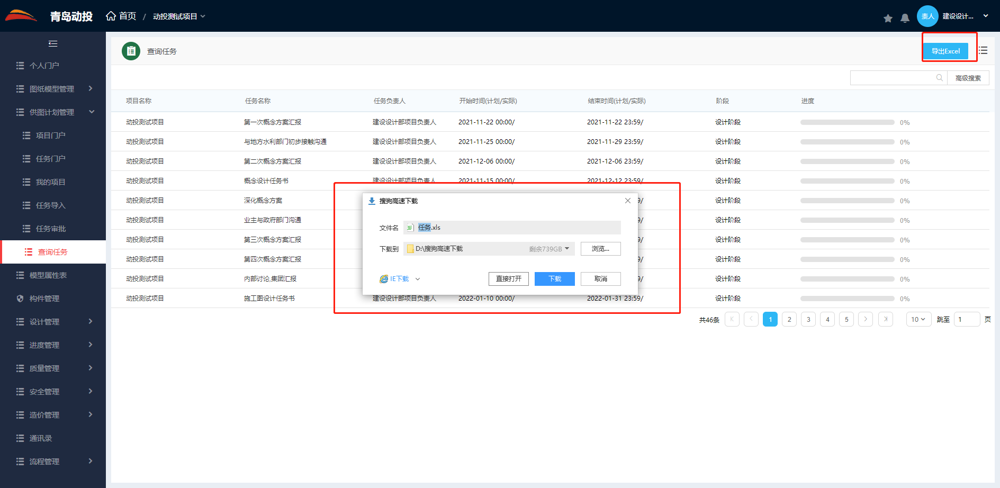 青岛动投 首页 / 动投测试项目
责人 建设设计...
个人门户
图纸模型管理
供图计划管理
项目门户
任务门户
我的项目
任务导入
任务审批
查询任务
模型属性表
构件管理
设计管理
进度管理
质量管理
安全管理
造价管理
通讯录
流程管理
查询任务
导出Excel
高级搜索
项目名称 任务名称 任务负责人 开始时间(计划/实际) 结束时间(计划/实际) 阶段 进度
动投测试项目 第一次概念方案汇报 建设设计部项目负责人 2021-11-22 00:00/ 2021-11-22 23:59/ 设计阶段 0%
动投测试项目 与地方水利部门初步接触沟通 建设设计部项目负责人 2021-11-25 00:00/ 2021-11-29 23:59/ 设计阶段 0%
动投测试项目 第二次概念方案汇报 建设设计部项目负责人 2021-12-06 00:00/ 2021-12-06 23:59/ 设计阶段 0%
动投测试项目 概念设计任务书 建设设计部项目负责人 2021-11-15 00:00/ 2021-12-12 23:59/ 设计阶段 0%
动投测试项目 深化概念方案 9/ 设计阶段 0%
动投测试项目 业主与政府部门沟通 9/ 设计阶段 0%
动投测试项目 第三次概念方案汇报 9/ 设计阶段 0%
动投测试项目 第四次概念方案汇报 9/ 设计阶段 0%
动投测试项目 内部讨论,集团汇报 9/ 设计阶段 0%
动投测试项目 施工图设计任务书 建设设计部项目负责人 2022-01-10 00:00/ 2022-01-31 23:59/ 设计阶段 0%
搜狗高速下载
文件名 任务.xls
下载到 D:\搜狗高速下载 剩余739GB 浏览...
IE下载 直接打开 下载 取消
共46条 1 2 3 4 5 10 跳至 1 页